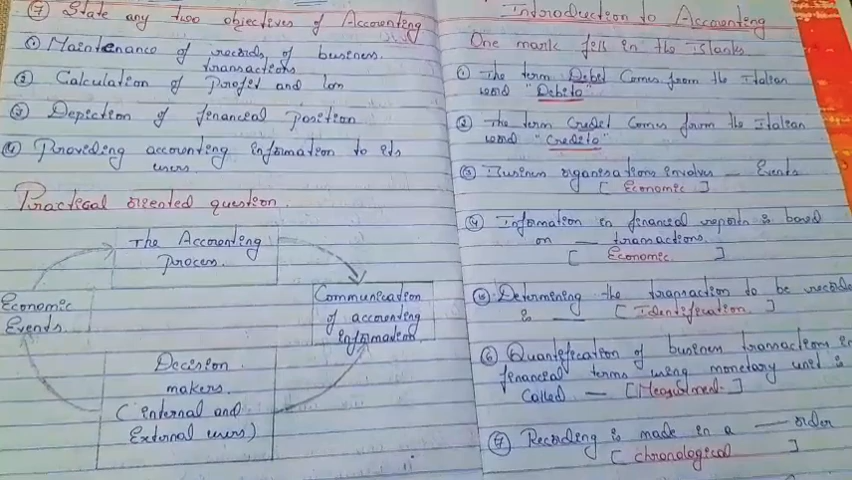 ⑦ State any two objectives of Accounting
① Maintenance of records of business.
transactions
② Calculation of Profit and loss
③ Depiction of financial position
④ Providing accounting information to its
users.
Practical oriented question.
The Accounting
Process.
Economic
Events.
Communication
of accounting
information.
Decision
makers.
(internal and
External users)
Introduction to Accounting
One mark fill in the Blanks
① The term Debit Comes from the Italian
word "Debito"
② The term Credit Comes from the Italian
word "Credito"
③ Business organisations involves — Events
[ Economic ]
④ Information in financial reports is based
on — transactions.
[ Economic. ]
⑤ Determining the transaction to be recorde
is — [ Identification. ]
⑥ Quantification of business transactions in
financial terms using monetary unit is
Called — [Measurment. ]
⑦ Recording is made in a — order
[ chronological ]